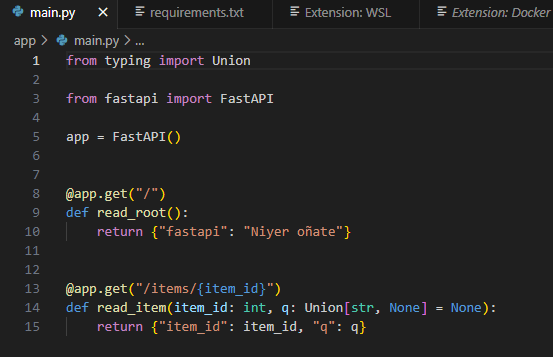 main.py × requirements.txt Extension: WSL Extension: Docker
app > main.py > ...
1 from typing import Union
2
3 from fastapi import FastAPI
4
5 app = FastAPI()
6
7
8 @app.get("/")
9 def read_root():
10     return {"fastapi": "Niyer oñate"}
11
12
13 @app.get("/items/{item_id}")
14 def read_item(item_id: int, q: Union[str, None] = None):
15     return {"item_id": item_id, "q": q}